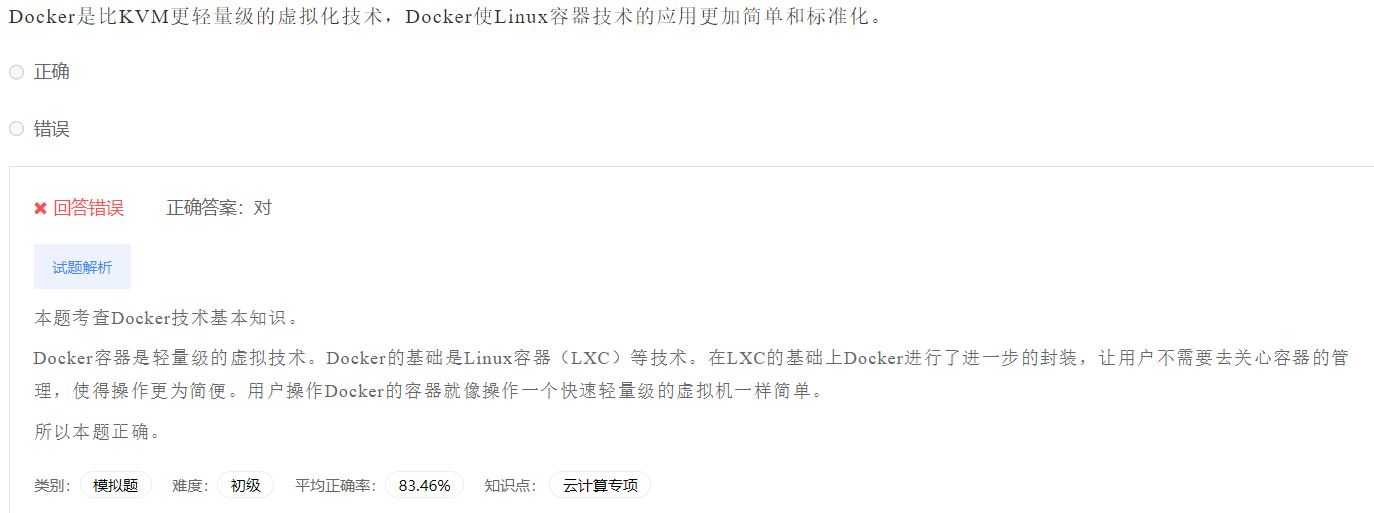 Docker是比KVM更轻量级的虚拟化技术，Docker使Linux容器技术的应用更加简单和标准化。
正确
错误
✖ 回答错误 正确答案：对
试题解析
本题考查Docker技术基本知识。
Docker容器是轻量级的虚拟技术。Docker的基础是Linux容器（LXC）等技术。在LXC的基础上Docker进行了进一步的封装，让用户不需要去关心容器的管
理，使得操作更为简便。用户操作Docker的容器就像操作一个快速轻量级的虚拟机一样简单。
所以本题正确。
类别： 模拟题 难度： 初级 平均正确率： 83.46% 知识点： 云计算专项